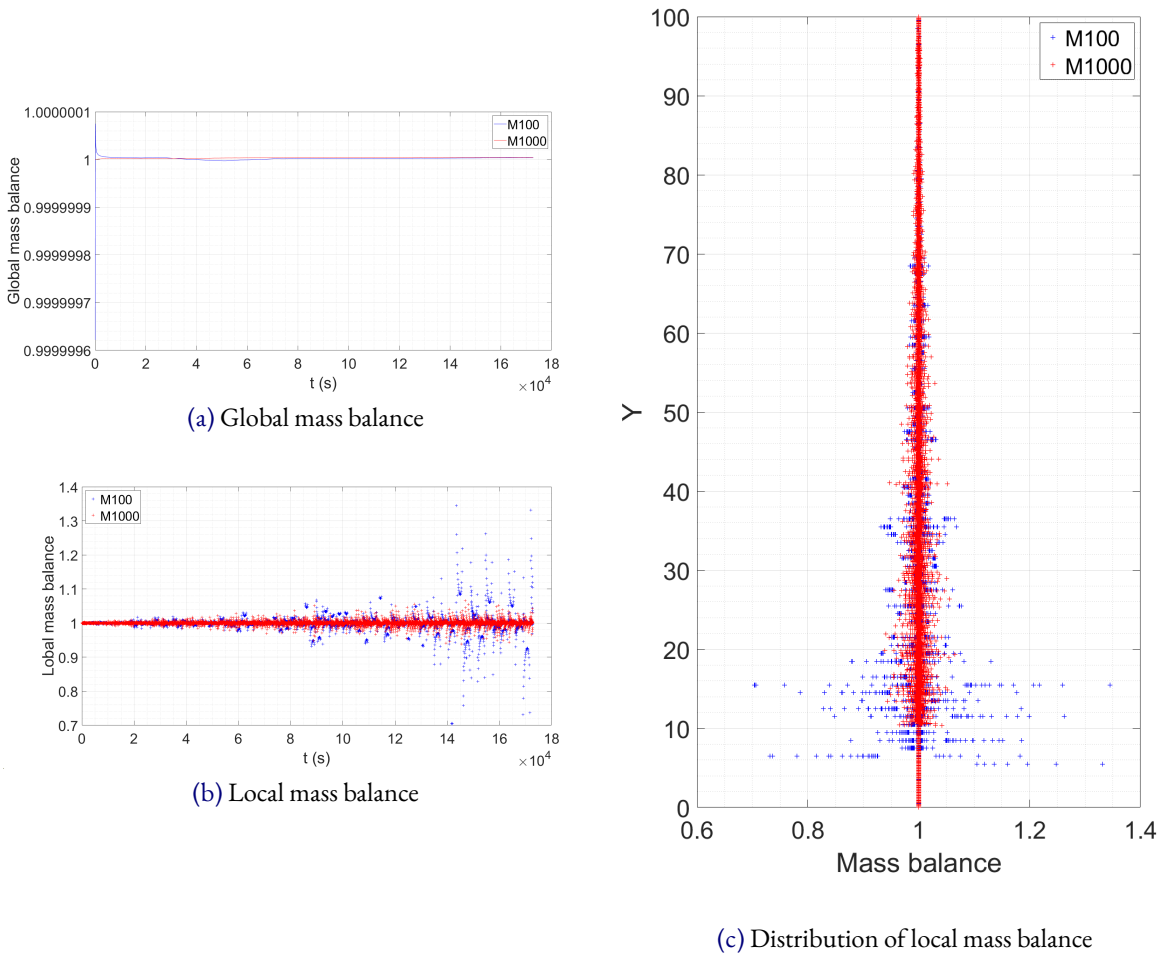 1.0000001
1
0.9999999
0.9999998
0.9999997
0.9999996
Global mass balance
M100
M1000
0 2 4 6 8 10 12 14 16 18
t (s)
×10⁴
(a) Global mass balance
1.4
1.3
1.2
1.1
1
0.9
0.8
0.7
Lobal mass balance
M100
M1000
0 2 4 6 8 10 12 14 16 18
t (s)
×10⁴
(b) Local mass balance
100
90
80
70
60
50
40
30
20
10
0
Y
M100
M1000
0.6 0.8 1 1.2 1.4
Mass balance
(c) Distribution of local mass balance